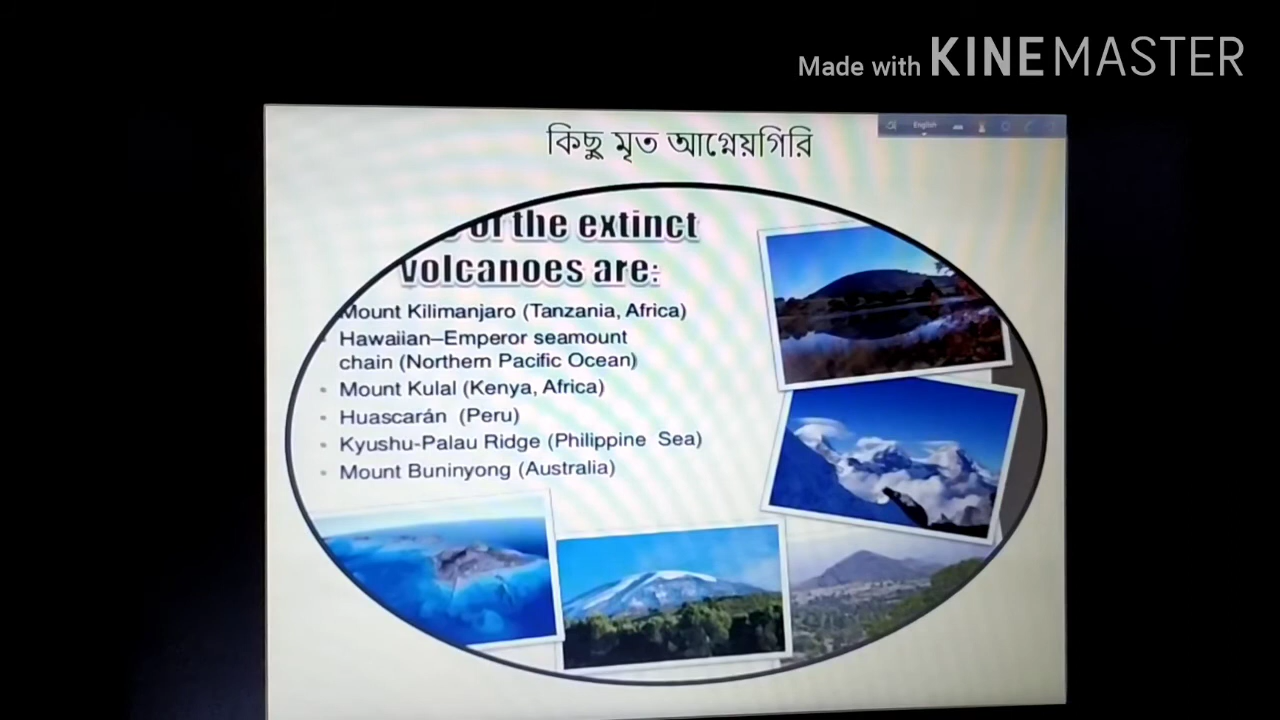 Made with KINEMASTER
English
কিছু মৃত আগ্নেয়গিরি
of the extinct
volcanoes are:
Mount Kilimanjaro (Tanzania, Africa)
Hawaiian–Emperor seamount
chain (Northern Pacific Ocean)
• Mount Kulal (Kenya, Africa)
• Huascarán (Peru)
• Kyushu-Palau Ridge (Philippine Sea)
• Mount Buninyong (Australia)